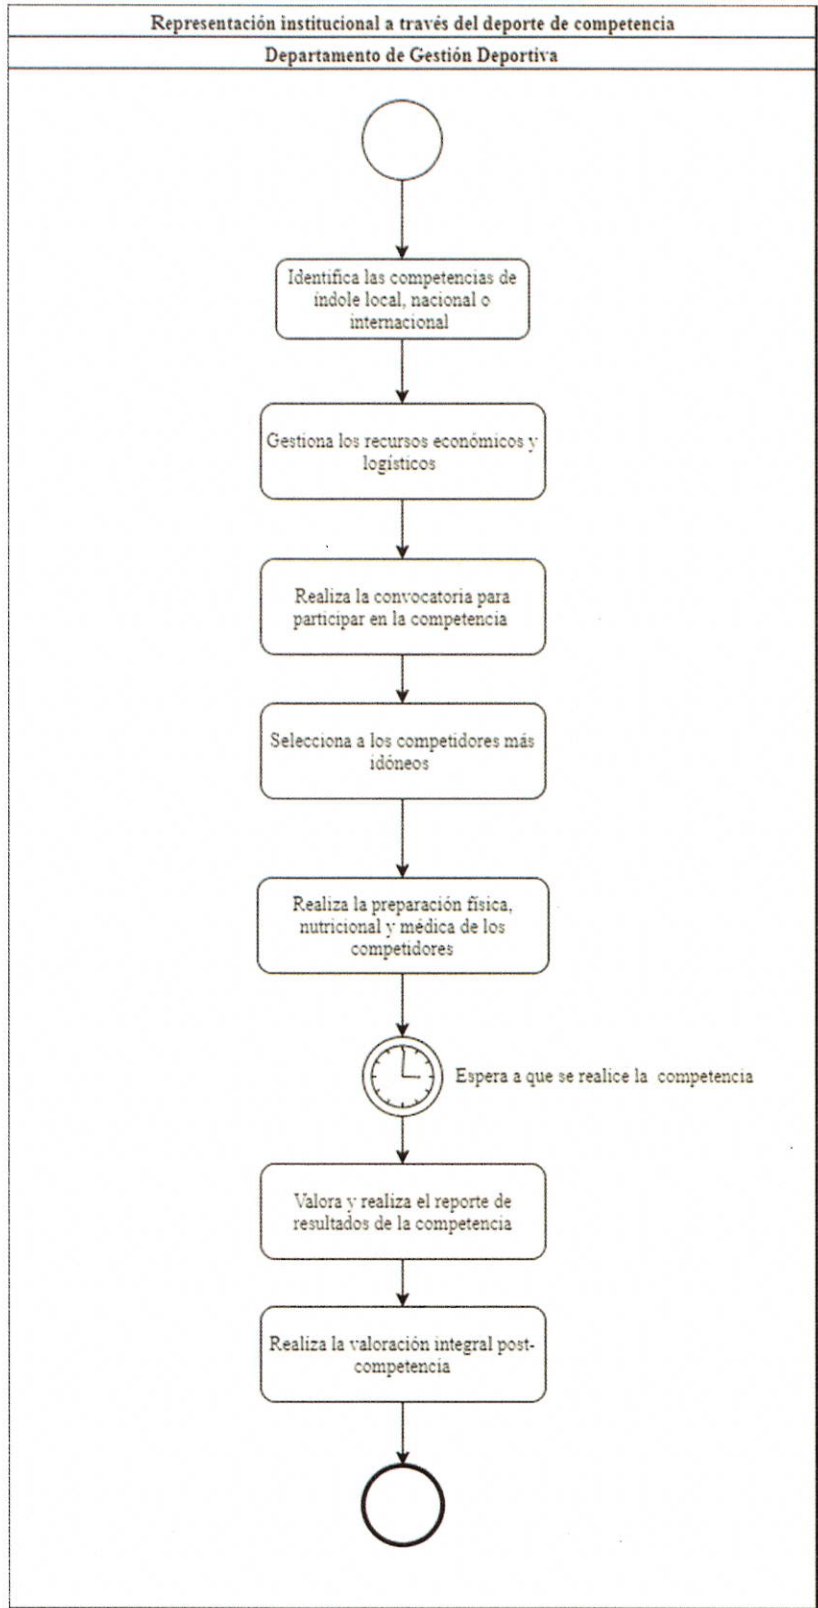 Representación institucional a través del deporte de competencia
Departamento de Gestión Deportiva
Identifica las competencias de
índole local, nacional o
internacional
Gestiona los recursos económicos y
logísticos
Realiza la convocatoria para
participar en la competencia
Selecciona a los competidores más
idóneos
Realiza la preparación física,
nutricional y médica de los
competidores
Espera a que se realice la competencia
Valora y realiza el reporte de
resultados de la competencia
Realiza la valoración integral post-
competencia